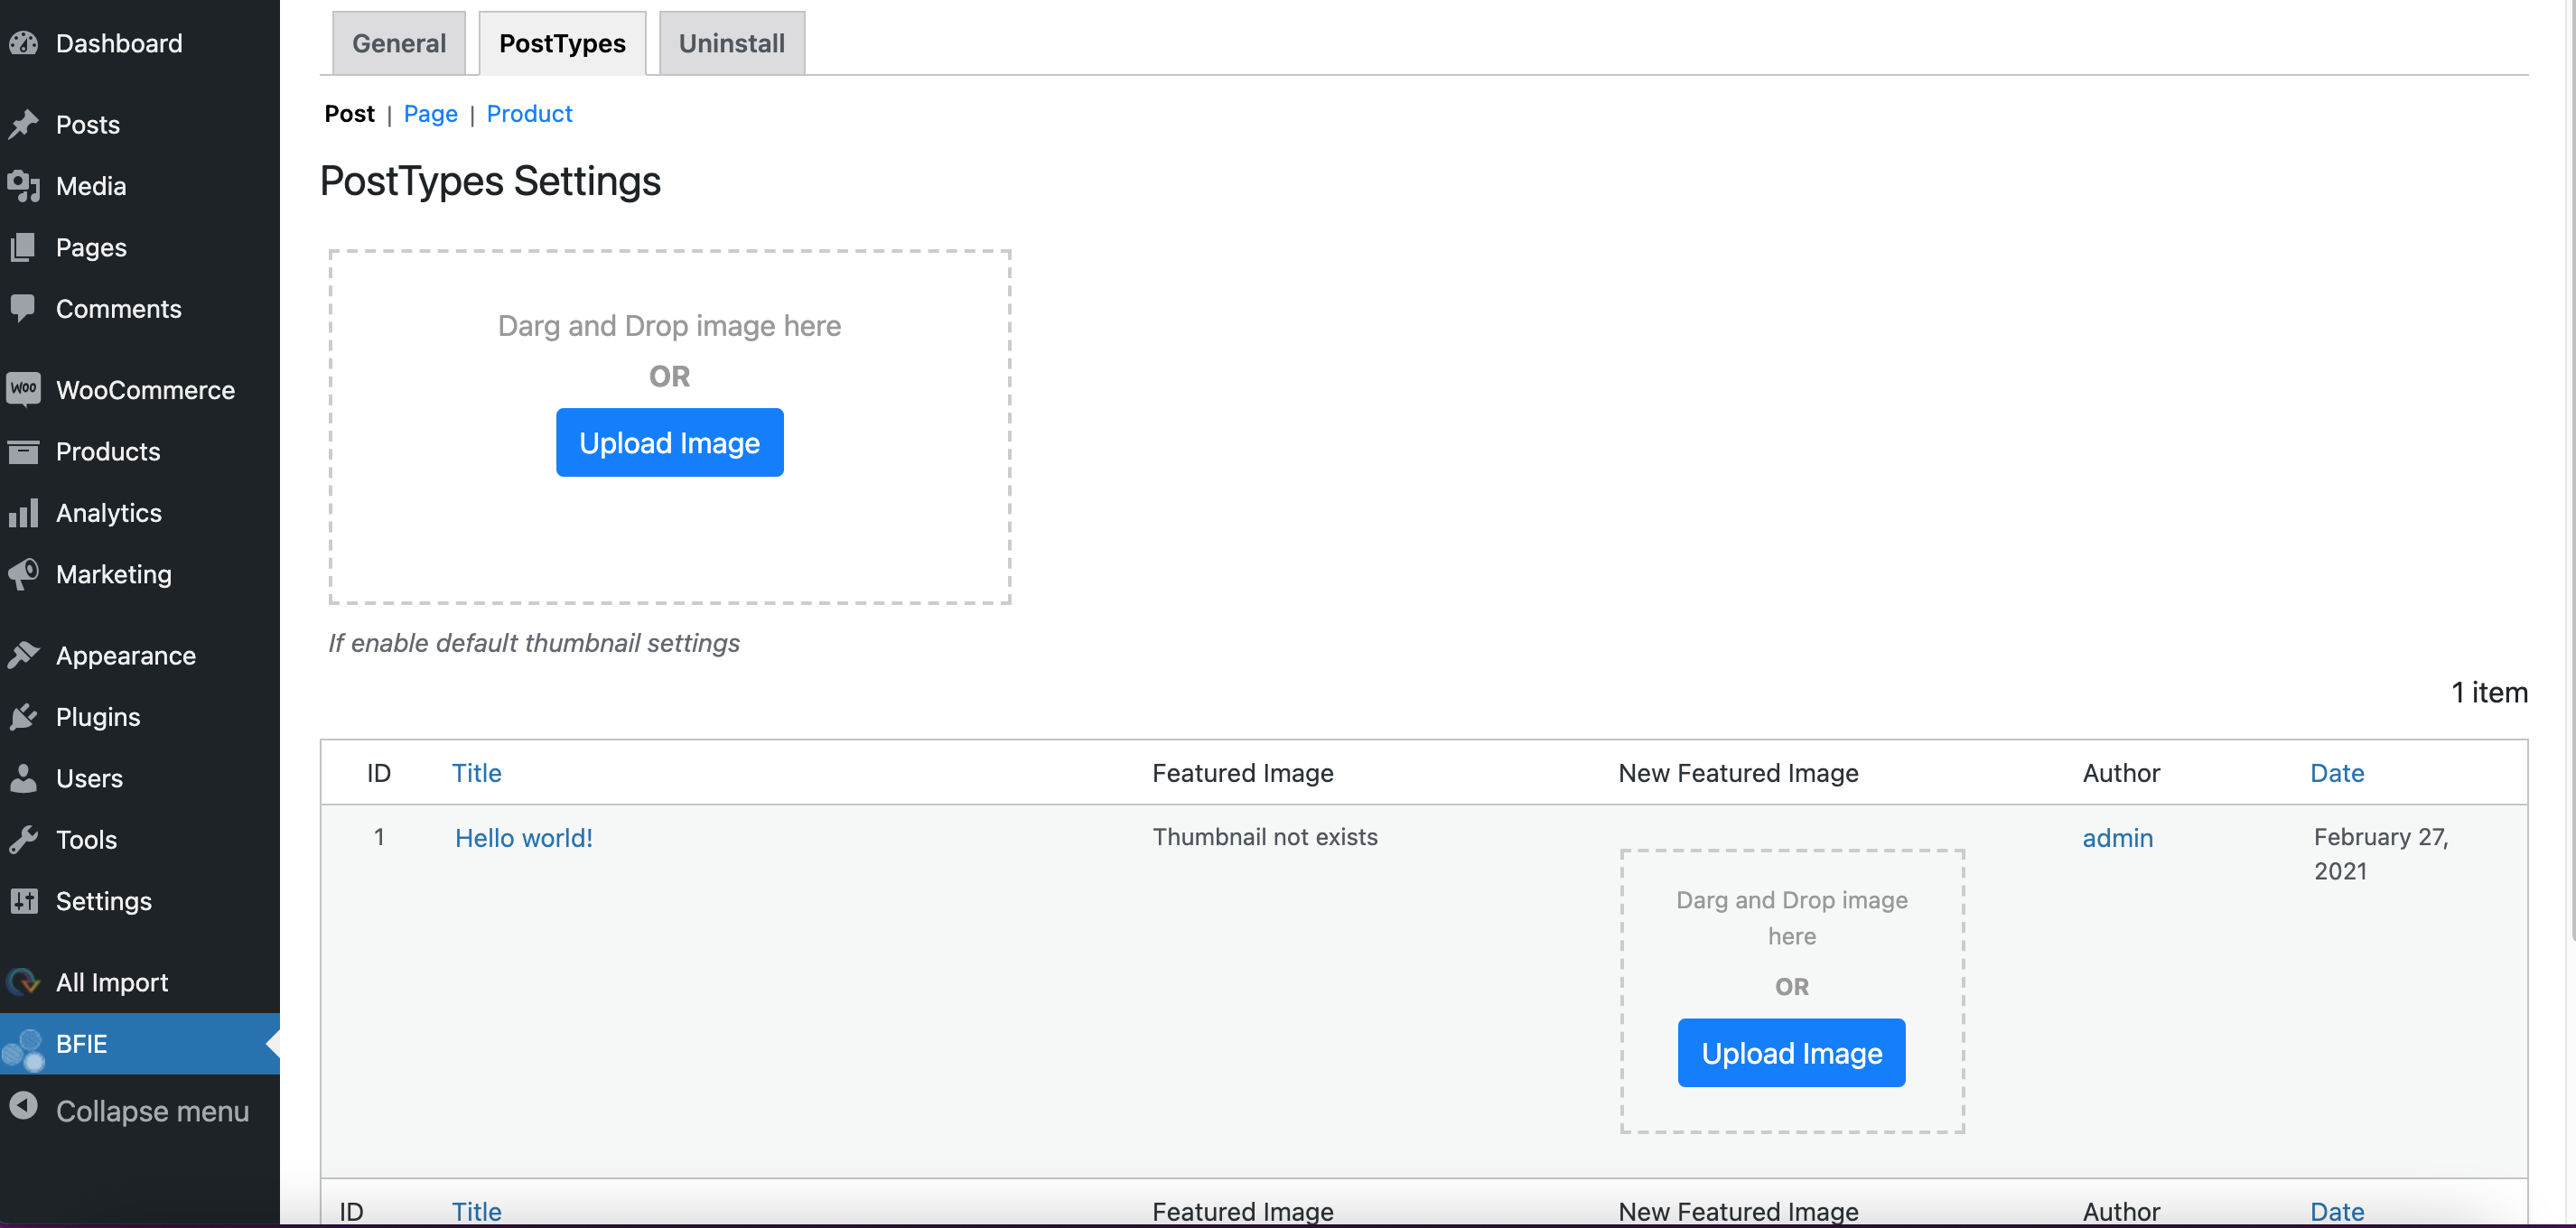 Dashboard
Posts
Media
Pages
Comments
Woo
WooCommerce
Products
Analytics
Marketing
Appearance
Plugins
Users
Tools
Settings
All Import
BFIE
Collapse menu
General PostTypes Uninstall
Post | Page | Product
PostTypes Settings
Darg and Drop image here
OR
Upload Image
If enable default thumbnail settings
1 item
ID Title Featured Image New Featured Image Author Date
1 Hello world! Thumbnail not exists admin February 27,
2021
Darg and Drop image
here
OR
Upload Image
ID Title Featured Image New Featured Image Author Date